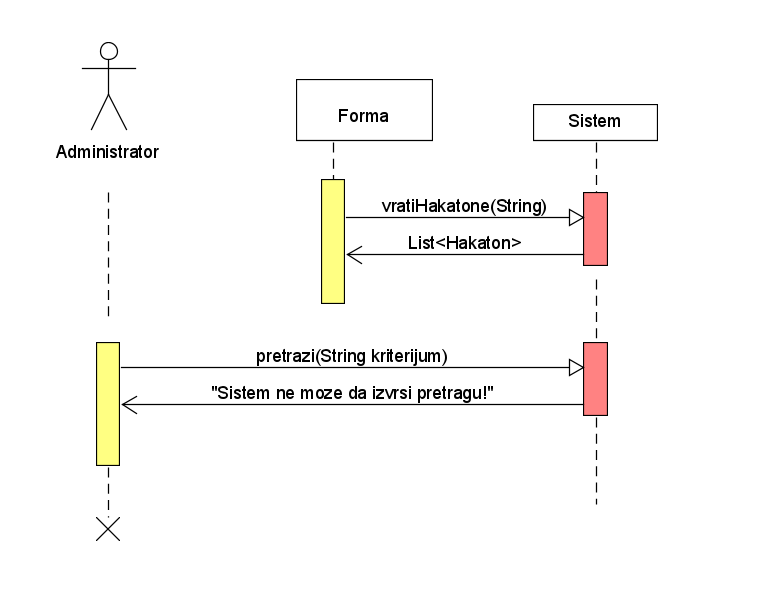 Administrator
Forma
Sistem
vratiHakatone(String)
List<Hakaton>
pretrazi(String kriterijum)
"Sistem ne moze da izvrsi pretragu!"